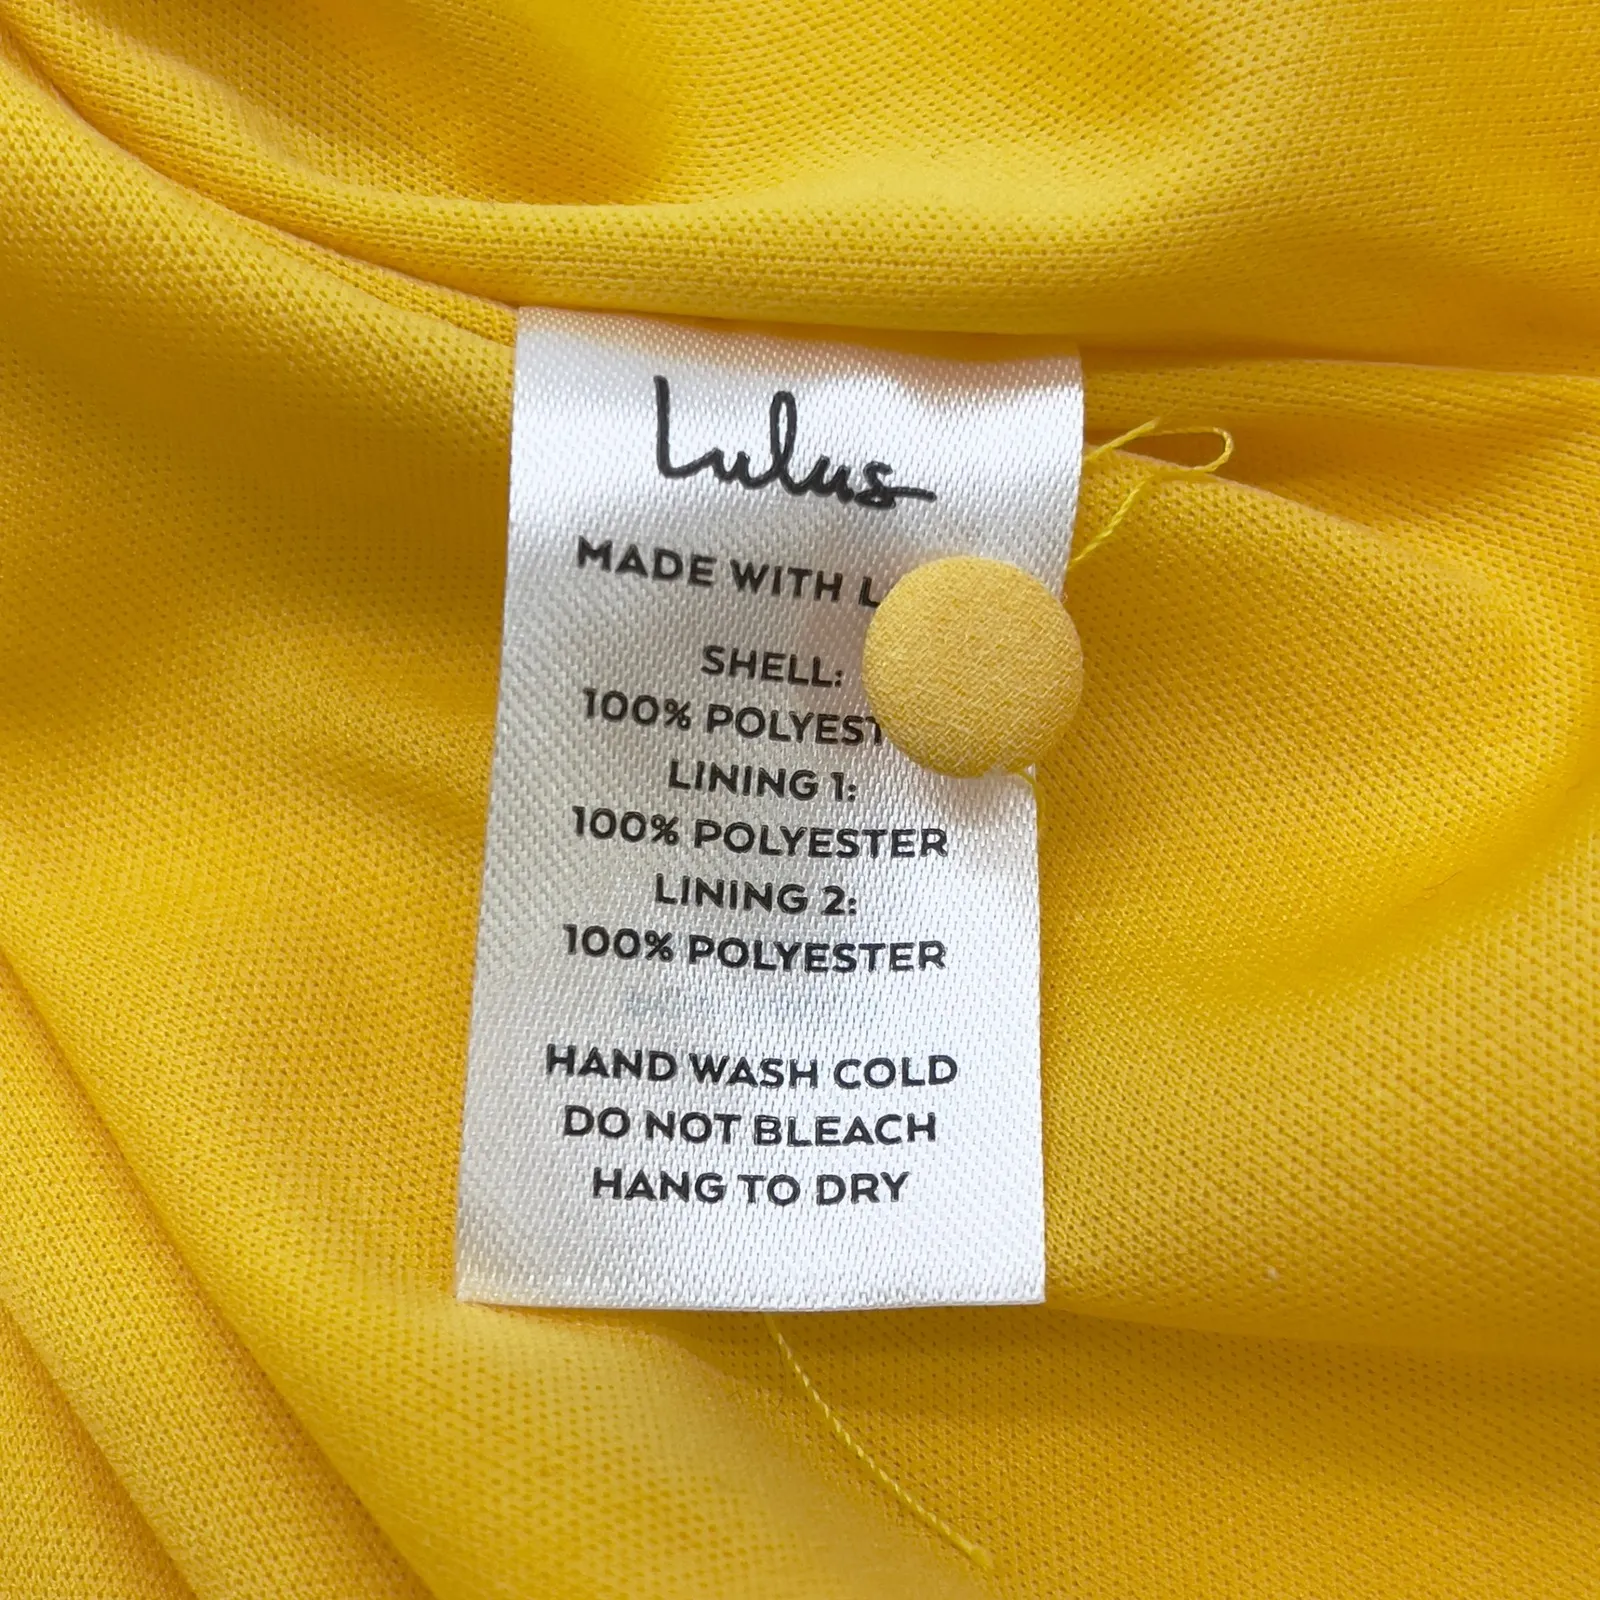 Lulus
MADE WITH
SHELL:
100%
LINING 1:
100% POLYESTER
LINING 2:
100% POLYESTER
HAND WASH COLD
DO NOT BLEACH
HANG TO DRY